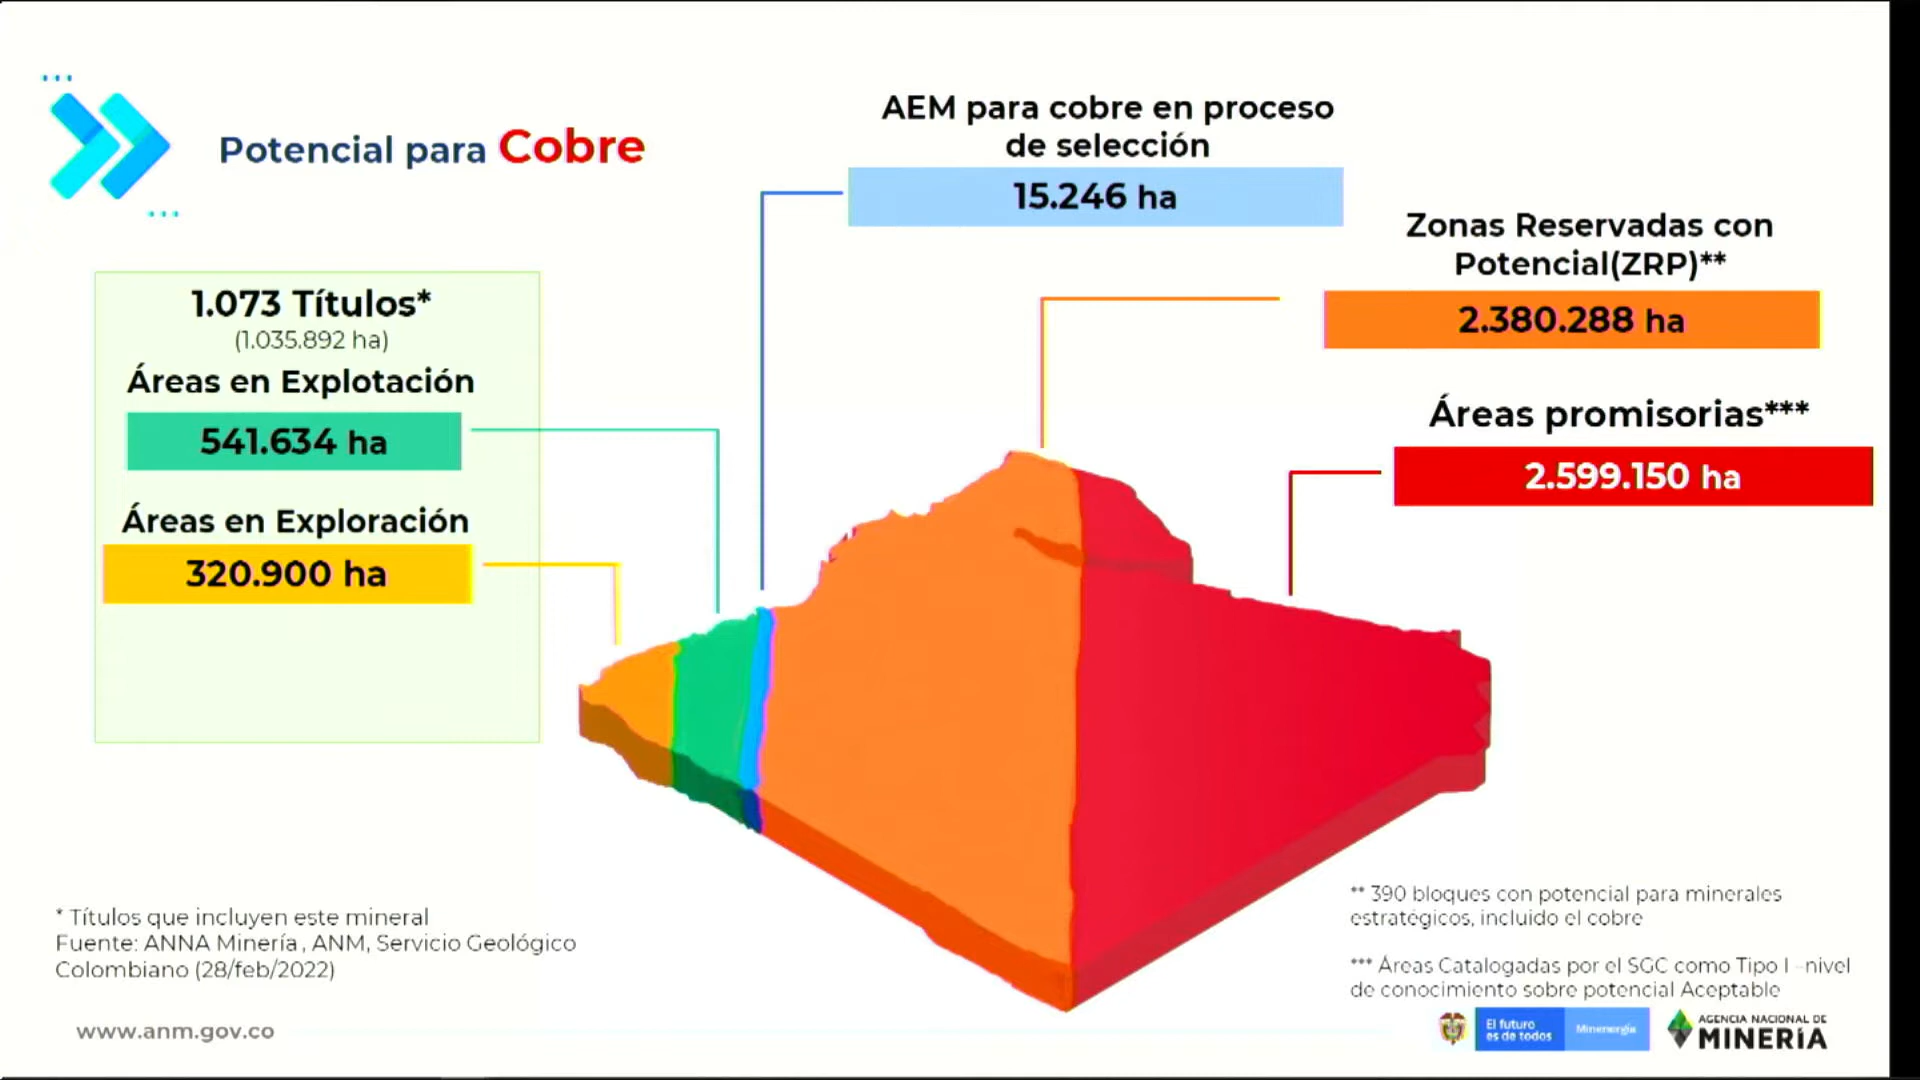 Potencial para Cobre
AEM para cobre en proceso
de selección
15.246 ha
Zonas Reservadas con
Potencial(ZRP)**
2.380.288 ha
Áreas promisorias***
2.599.150 ha
1.073 Títulos*
(1.035.892 ha)
Áreas en Explotación
541.634 ha
Áreas en Exploración
320.900 ha
* Títulos que incluyen este mineral
Fuente: ANNA Minería , ANM, Servicio Geológico
Colombiano (28/feb/2022)
** 390 bloques con potencial para minerales
estratégicos, incluido el cobre
*** Áreas Catalogadas por el SGC como Tipo I –nivel
de conocimiento sobre potencial Aceptable
www.anm.gov.co
El futuro
es de todos
Minenergía
AGENCIA NACIONAL DE
MINERÍA